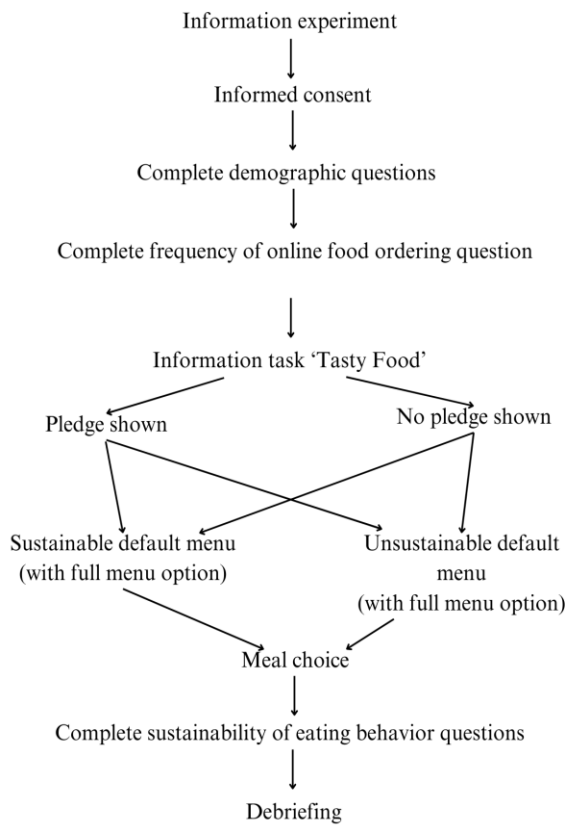 Information experiment
Informed consent
Complete demographic questions
Complete frequency of online food ordering question
Information task ‘Tasty Food’
Pledge shown
No pledge shown
Sustainable default menu
(with full menu option)
Unsustainable default
menu
(with full menu option)
Meal choice
Complete sustainability of eating behavior questions
Debriefing